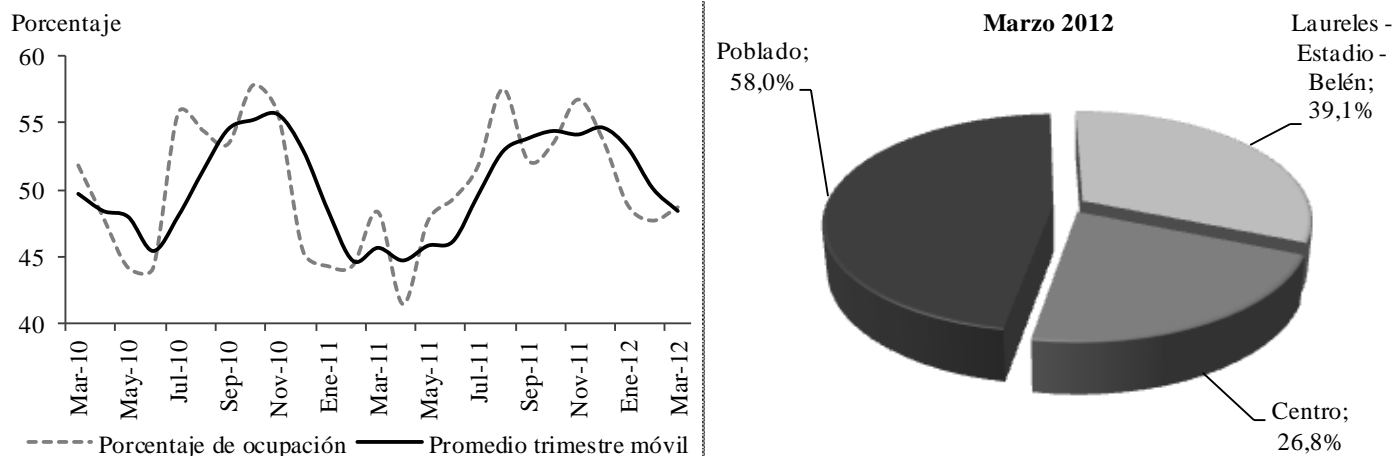 Porcentaje
60
55
50
45
40
Mar-10
May-10
Jul-10
Sep-10
Nov-10
Ene-11
Mar-11
May-11
Jul-11
Sep-11
Nov-11
Ene-12
Mar-12
Porcentaje de ocupación
Promedio trimestre móvil
Marzo 2012
Poblado;
58,0%
Laureles -
Estadio -
Belén;
39,1%
Centro;
26,8%